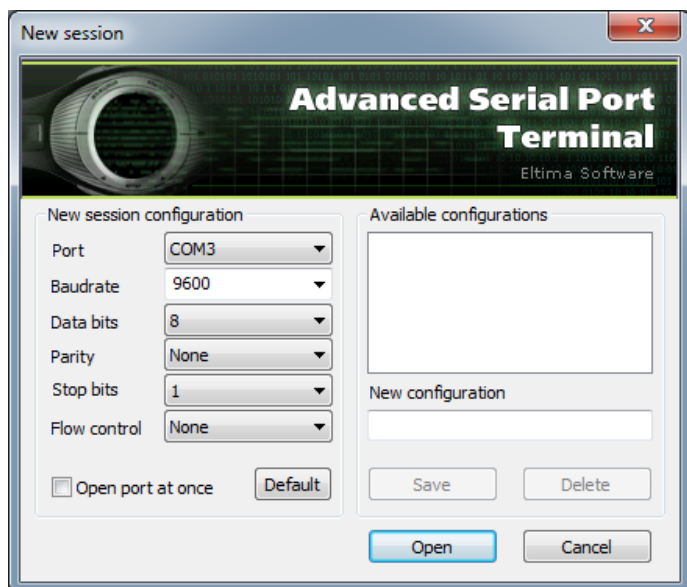 New session
Advanced Serial Port
Terminal
Eltima Software
New session configuration
Port
COM3
Baudrate
9600
Data bits
8
Parity
None
Stop bits
1
Flow control
None
Open port at once
Default
Available configurations
New configuration
Save
Delete
Open
Cancel